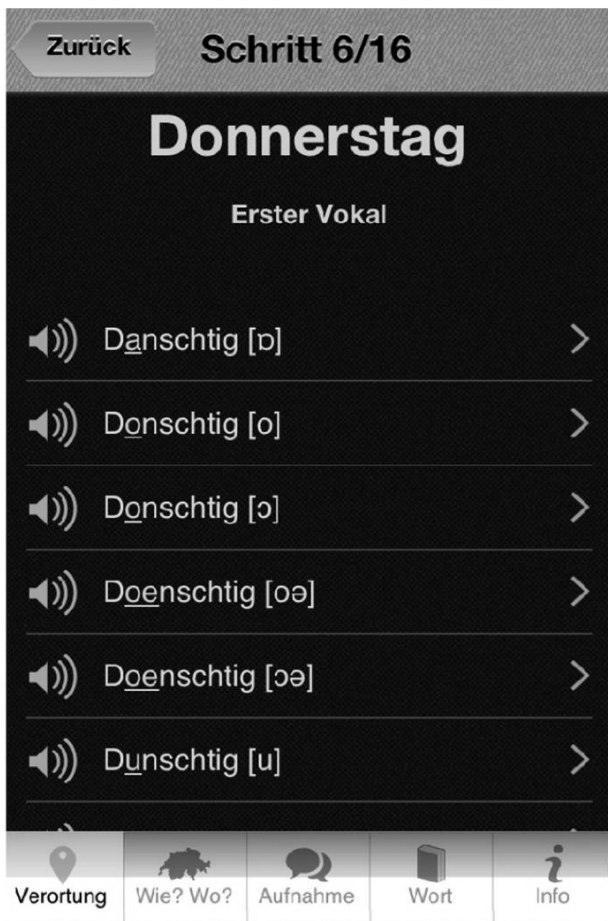 Zurück
Schritt 6/16
Donnerstag
Erster Vokal
Danschtig [ɒ]
Donschtig [o]
Donschtig [ɔ]
Doenschtig [oə]
Doenschtig [ɔə]
Dunschtig [u]
Verortung
Wie? Wo?
Aufnahme
Wort
Info